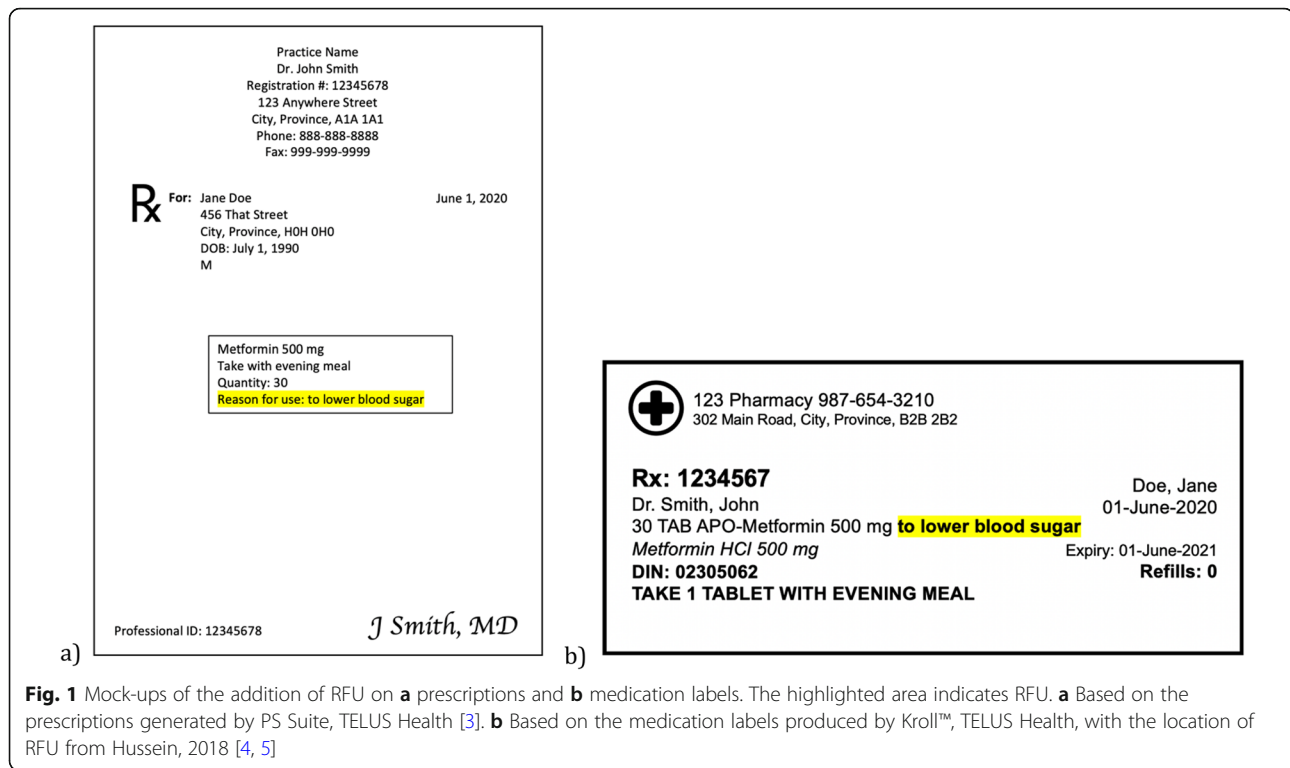 Practice Name
Dr. John Smith
Registration #: 12345678
123 Anywhere Street
City, Province, A1A 1A1
Phone: 888-888-8888
Fax: 999-999-9999
Rx For: Jane Doe June 1, 2020
456 That Street
City, Province, H0H 0H0
DOB: July 1, 1990
M
Metformin 500 mg
Take with evening meal
Quantity: 30
Reason for use: to lower blood sugar
Professional ID: 12345678 J Smith, MD
a)
123 Pharmacy 987-654-3210
302 Main Road, City, Province, B2B 2B2
Rx: 1234567
Doe, Jane
Dr. Smith, John
01-June-2020
30 TAB APO-Metformin 500 mg to lower blood sugar
Metformin HCl 500 mg
Expiry: 01-June-2021
DIN: 02305062
Refills: 0
TAKE 1 TABLET WITH EVENING MEAL
b)
Fig. 1 Mock-ups of the addition of RFU on a prescriptions and b medication labels. The highlighted area indicates RFU. a Based on the
prescriptions generated by PS Suite, TELUS Health [3]. b Based on the medication labels produced by Kroll™, TELUS Health, with the location of
RFU from Hussein, 2018 [4, 5]